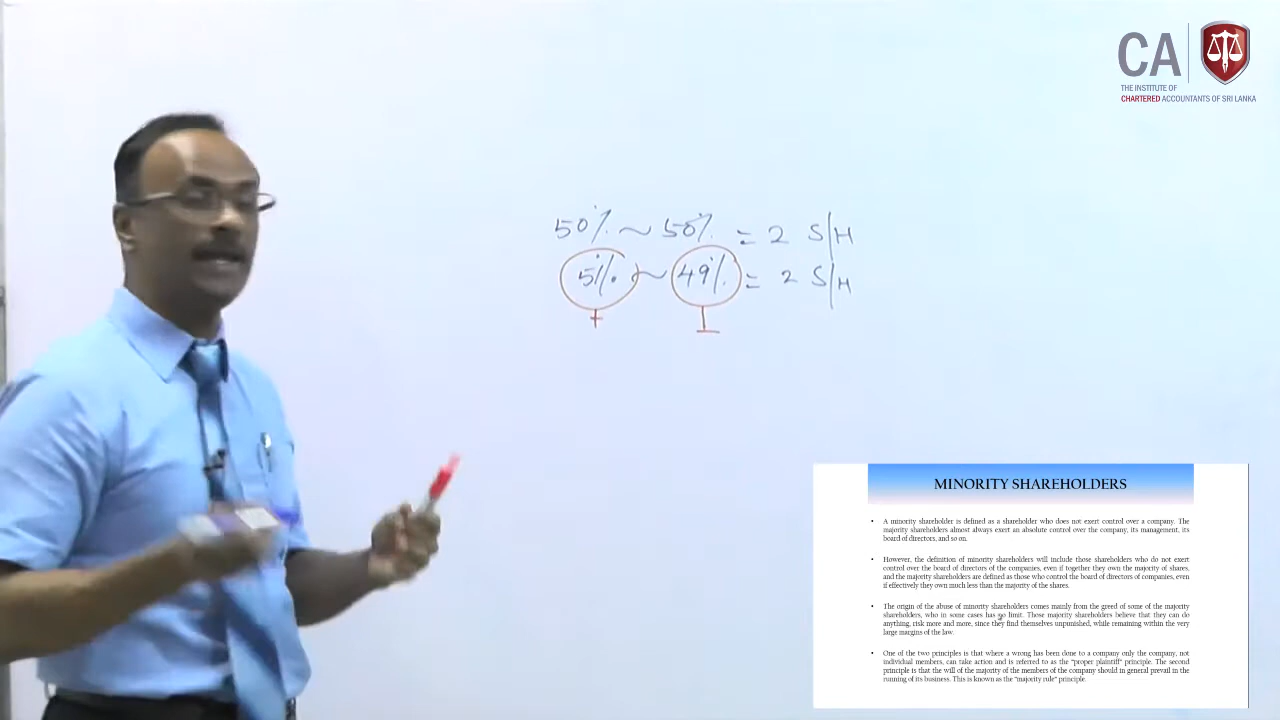 CA
THE INSTITUTE OF
CHARTERED ACCOUNTANTS OF SRI LANKA
50% ~ 50% = 2 S/H
51% ~ 49% = 2 S/H
+ -
MINORITY SHAREHOLDERS
• A minority shareholder is defined as a shareholder who does not exert control over a company. The
majority shareholders almost always exert an absolute control over the company, its management, its
board of directors, and so on.
• However, the definition of minority shareholders will include those shareholders who do not exert
control over the board of directors of the companies, even if together they own the majority of shares,
and the majority shareholders are defined as those who control the board of directors of companies, even
if effectively they own much less than the majority of the shares.
• The origin of the abuse of minority shareholders comes mainly from the greed of some of the majority
shareholders, who in some cases has no limit. Those majority shareholders believe that they can do
anything, risk more and more, since they find themselves unpunished, while remaining within the very
large margins of the law.
• One of the two principles is that where a wrong has been done to a company only the company, not
individual members, can take action and is referred to as the "proper plaintiff" principle. The second
principle is that the will of the majority of the members of the company should in general prevail in the
running of its business. This is known as the "majority rule" principle.